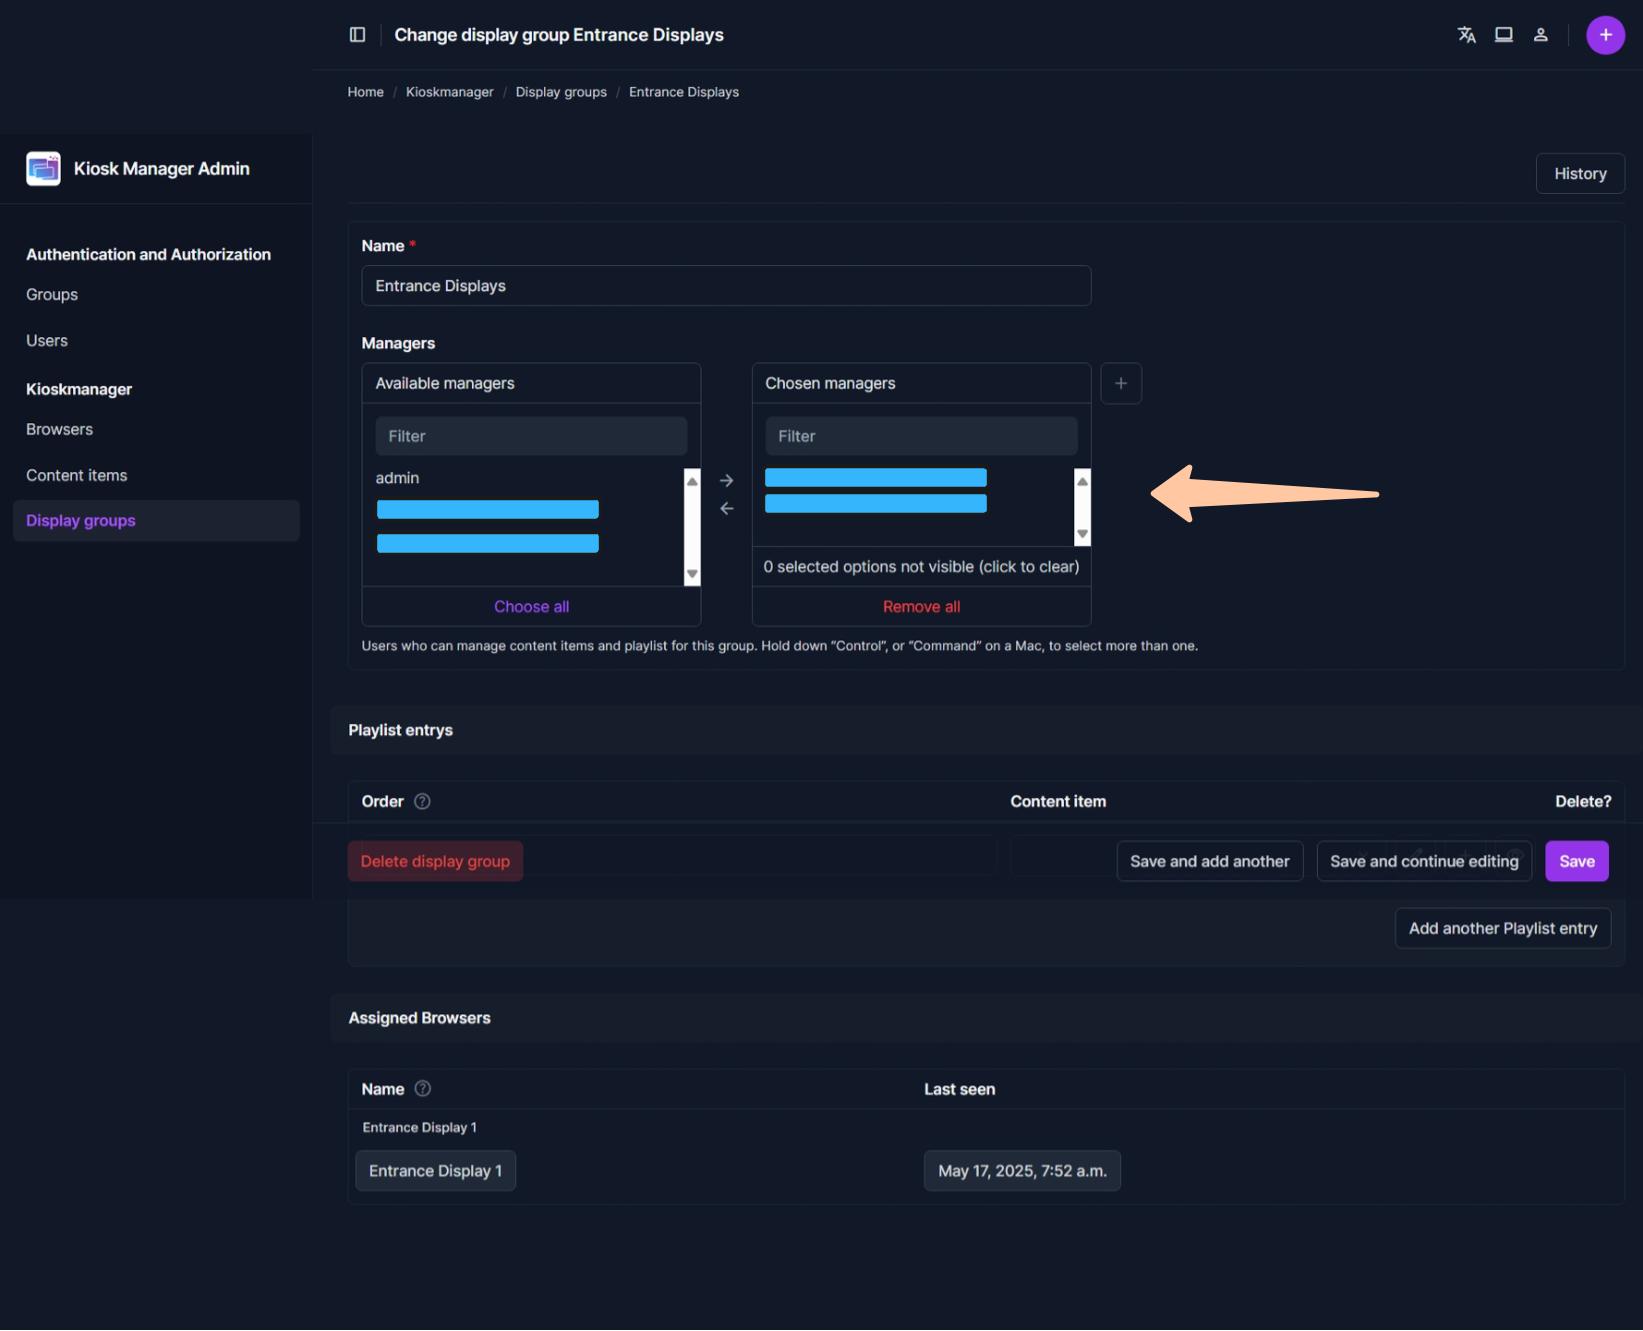 Change display group Entrance Displays
Home / Kioskmanager / Display groups / Entrance Displays
Kiosk Manager Admin
History
Authentication and Authorization
Groups
Users
Kioskmanager
Browsers
Content items
Display groups
Name *
Entrance Displays
Managers
Available managers
Filter
admin
Choose all
Chosen managers
Filter
0 selected options not visible (click to clear)
Remove all
Users who can manage content items and playlist for this group. Hold down “Control”, or “Command” on a Mac, to select more than one.
Playlist entrys
Order Content item Delete?
Delete display group Save and add another Save and continue editing Save
Add another Playlist entry
Assigned Browsers
Name Last seen
Entrance Display 1
Entrance Display 1 May 17, 2025, 7:52 a.m.